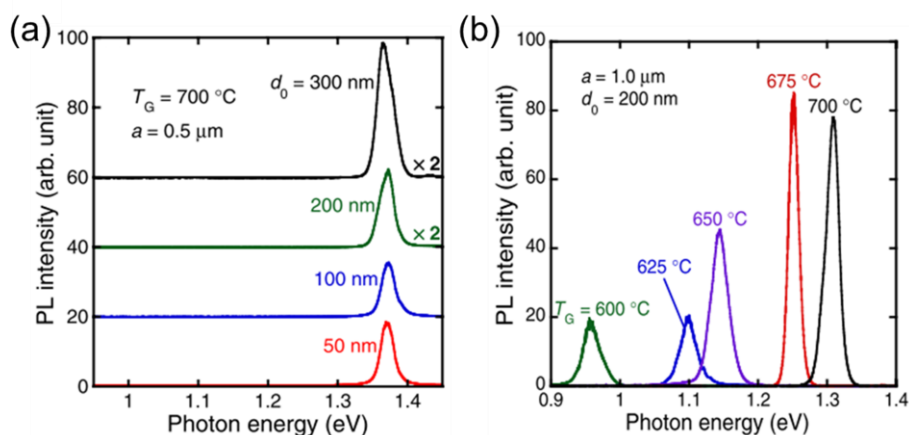 (a)
PL intensity (arb. unit)
100
80
60
40
20
0
T_G = 700 °C
a = 0.5 μm
d_0 = 300 nm
× 2
200 nm
× 2
100 nm
50 nm
1 1.1 1.2 1.3 1.4
Photon energy (eV)
(b)
PL intensity (arb. unit)
100
80
60
40
20
0
a = 1.0 μm
d_0 = 200 nm
675 °C
700 °C
650 °C
625 °C
T_G = 600 °C
0.9 1 1.1 1.2 1.3 1.4
Photon energy (eV)